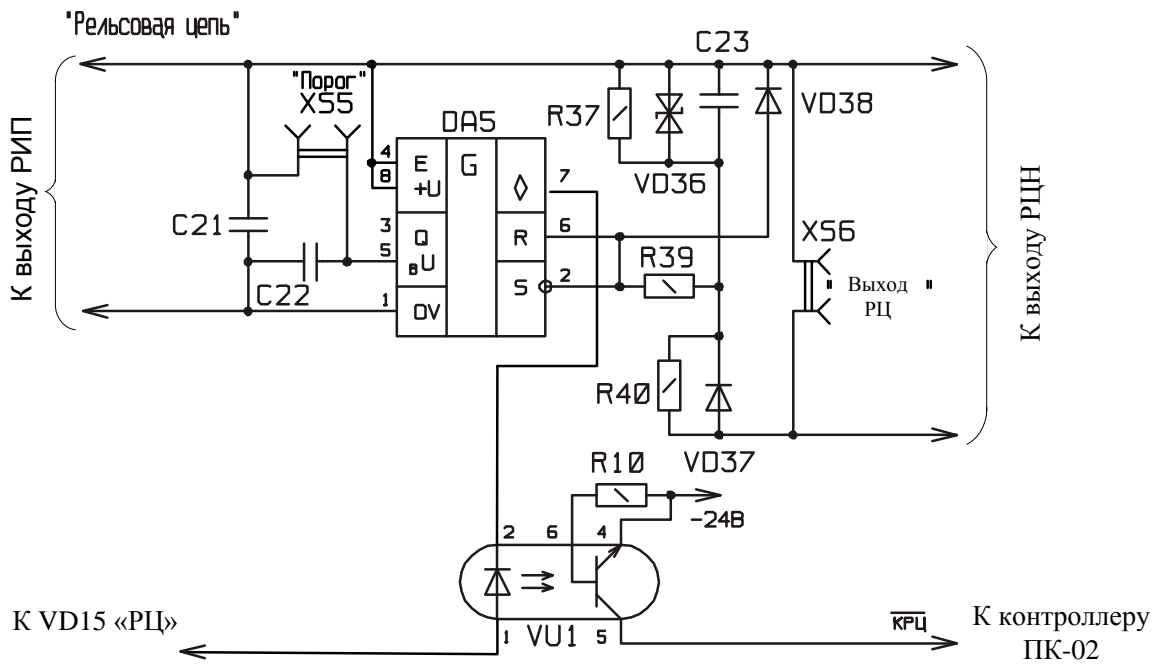 "Рельсовая цепь"
C23
"Порог"
XS5
R37
VD38
DA5
VD36
4 E G ◊ 7
8 +U
3 Q R 6
5 вU
1 0V S 2
C21
C22
R39
XS6
" Выход "
РЦ
К выходу РИП
К выходу РЦН
R40
R10
VD37
-24В
2 6 4
1 VU1 5
К VD15 «РЦ»
КРЦ
К контроллеру
ПК-02